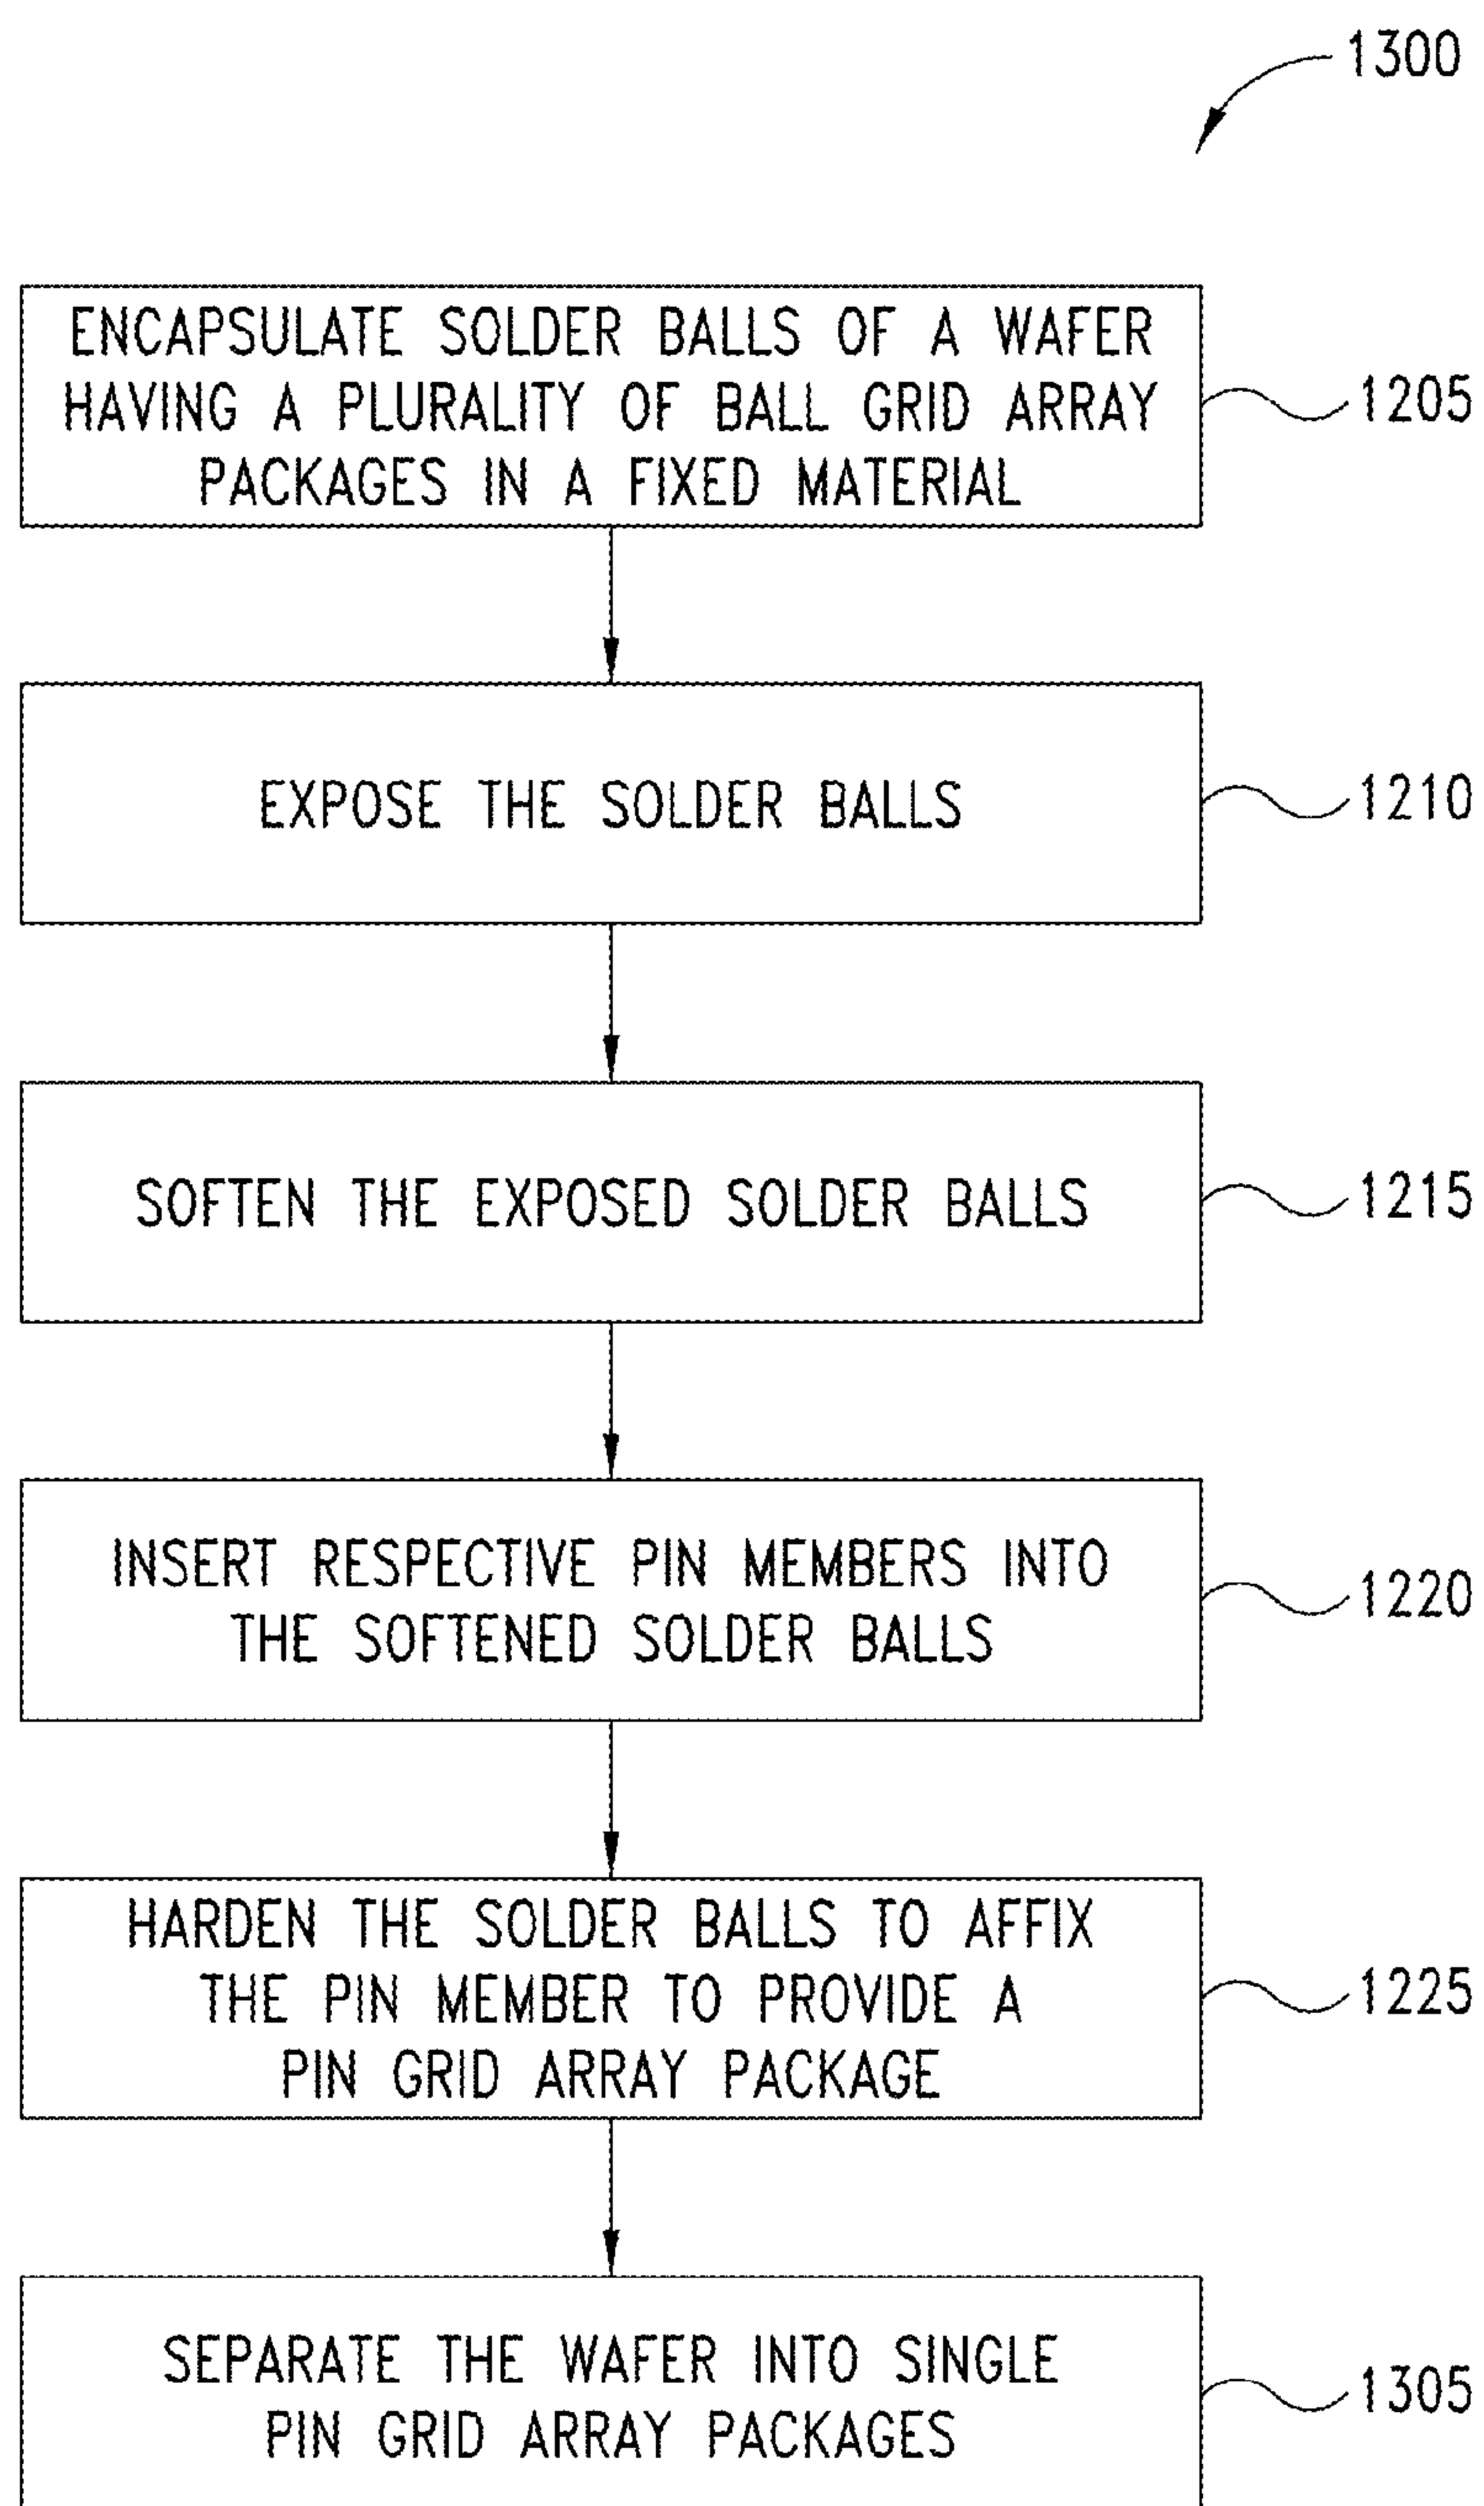 1300
ENCAPSULATE SOLDER BALLS OF A WAFER
HAVING A PLURALITY OF BALL GRID ARRAY
PACKAGES IN A FIXED MATERIAL
1205
EXPOSE THE SOLDER BALLS
1210
SOFTEN THE EXPOSED SOLDER BALLS
1215
INSERT RESPECTIVE PIN MEMBERS INTO
THE SOFTENED SOLDER BALLS
1220
HARDEN THE SOLDER BALLS TO AFFIX
THE PIN MEMBER TO PROVIDE A
PIN GRID ARRAY PACKAGE
1225
SEPARATE THE WAFER INTO SINGLE
PIN GRID ARRAY PACKAGES
1305